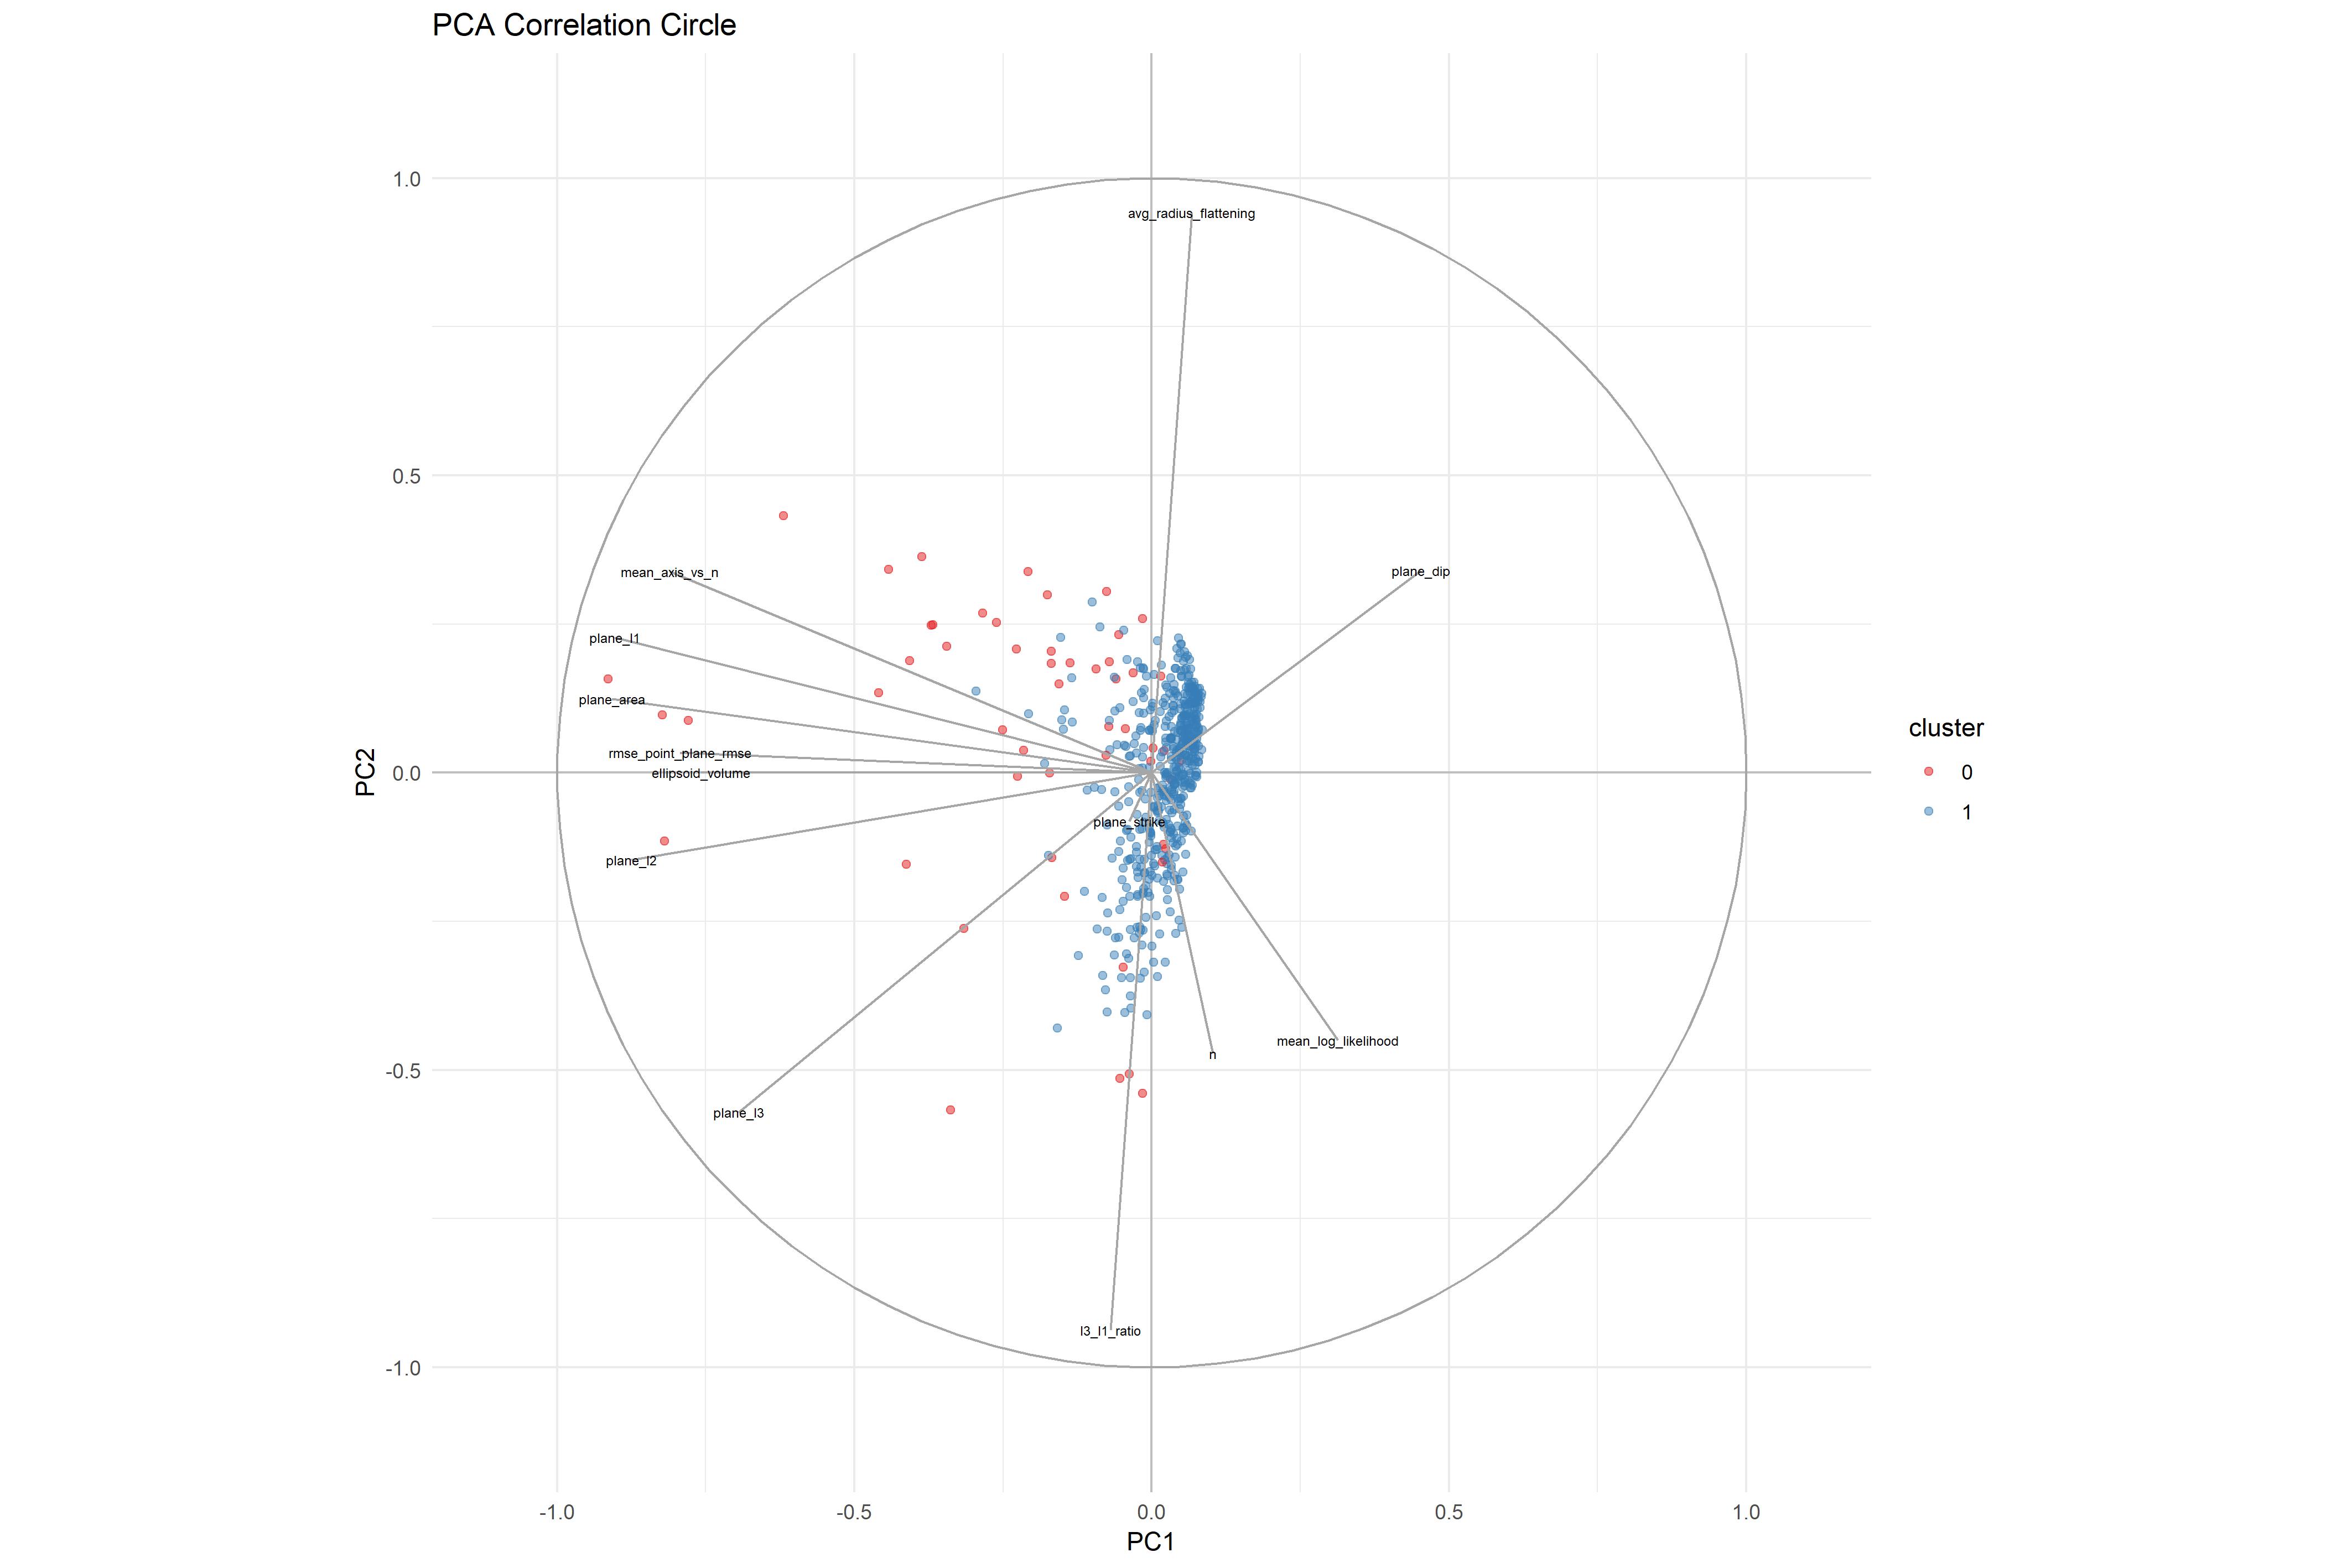 PCA Correlation Circle
1.0
avg_radius_flattening
0.5
mean_axis_vs_n
plane_dip
plane_l1
plane_area
cluster
rmse_point_plane_rmse
PC2
0.0
ellipsoid_volume
0
1
plane_strike
plane_l2
mean_log_likelihood
n
-0.5
plane_l3
l3_l1_ratio
-1.0
-1.0
-0.5
0.0
0.5
1.0
PC1